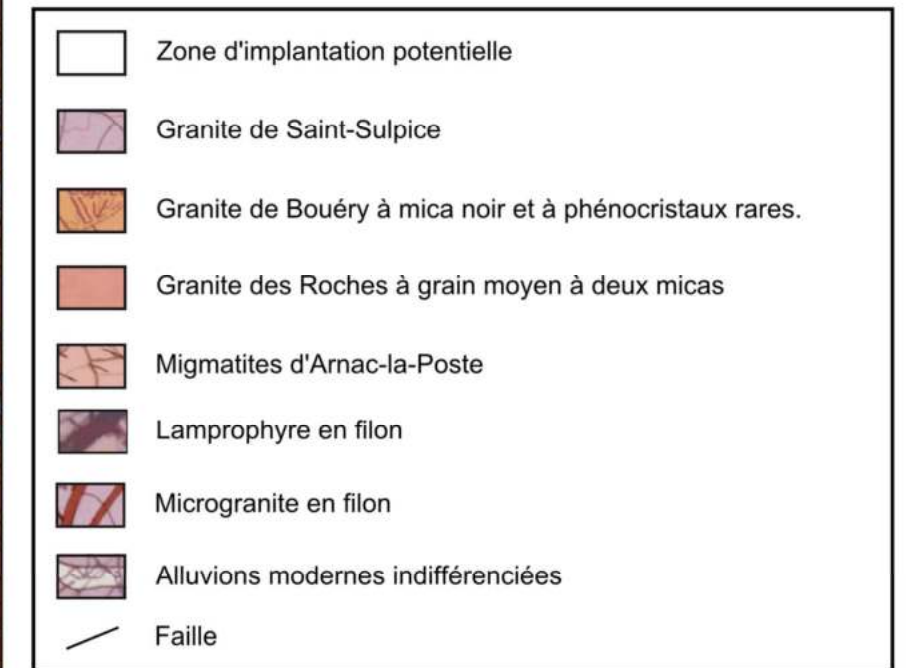 Zone d'implantation potentielle
Granite de Saint-Sulpice
Granite de Bouéry à mica noir et à phénocristaux rares.
Granite des Roches à grain moyen à deux micas
Migmatites d'Arnac-la-Poste
Lamprophyre en filon
Microgranite en filon
Alluvions modernes indifférenciées
Faille